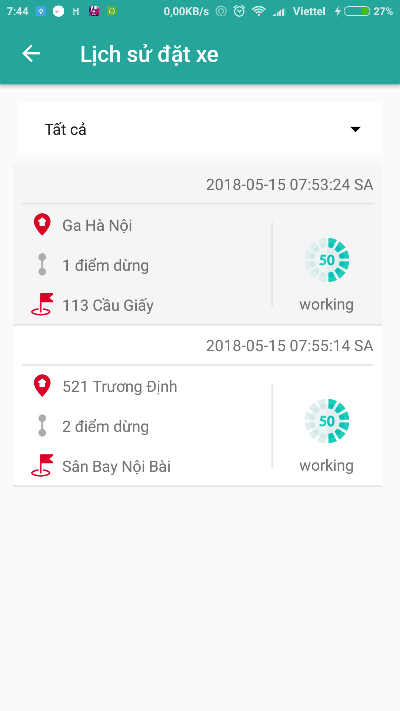 7:44 H 0,00KB/s Viettel 27%
Lịch sử đặt xe
Tất cả
2018-05-15 07:53:24 SA
Ga Hà Nội
1 điểm dừng
113 Cầu Giấy
50
working
2018-05-15 07:55:14 SA
521 Trương Định
2 điểm dừng
Sân Bay Nội Bài
50
working